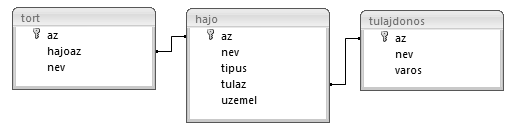 tort
az
hajoaz
nev
hajo
az
nev
tipus
tulaz
uzemel
tulajdonos
az
nev
varos